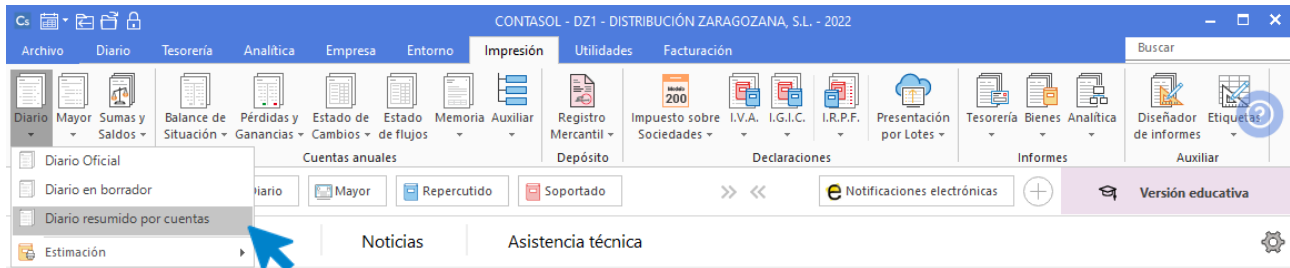 Cs CONTASOL - DZ1 - DISTRIBUCIÓN ZARAGOZANA, S.L. - 2022
Archivo Diario Tesorería Analítica Empresa Entorno Impresión Utilidades Facturación Buscar
Diario Mayor Sumas y Saldos Balance de Situación Pérdidas y Ganancias Estado de Cambios Estado de flujos Memoria Auxiliar Registro Mercantil Modelo 200 Impuesto sobre Sociedades I.V.A. I.G.I.C. I.R.P.F. Presentación por Lotes Tesorería Bienes Analítica Diseñador de informes Etiquetas ?
Cuentas anuales Depósito Declaraciones Informes Auxiliar
Diario Oficial
Diario en borrador
Mayor Repercutido Soportado Notificaciones electrónicas Versión educativa
Diario resumido por cuentas
Estimación
Noticias Asistencia técnica